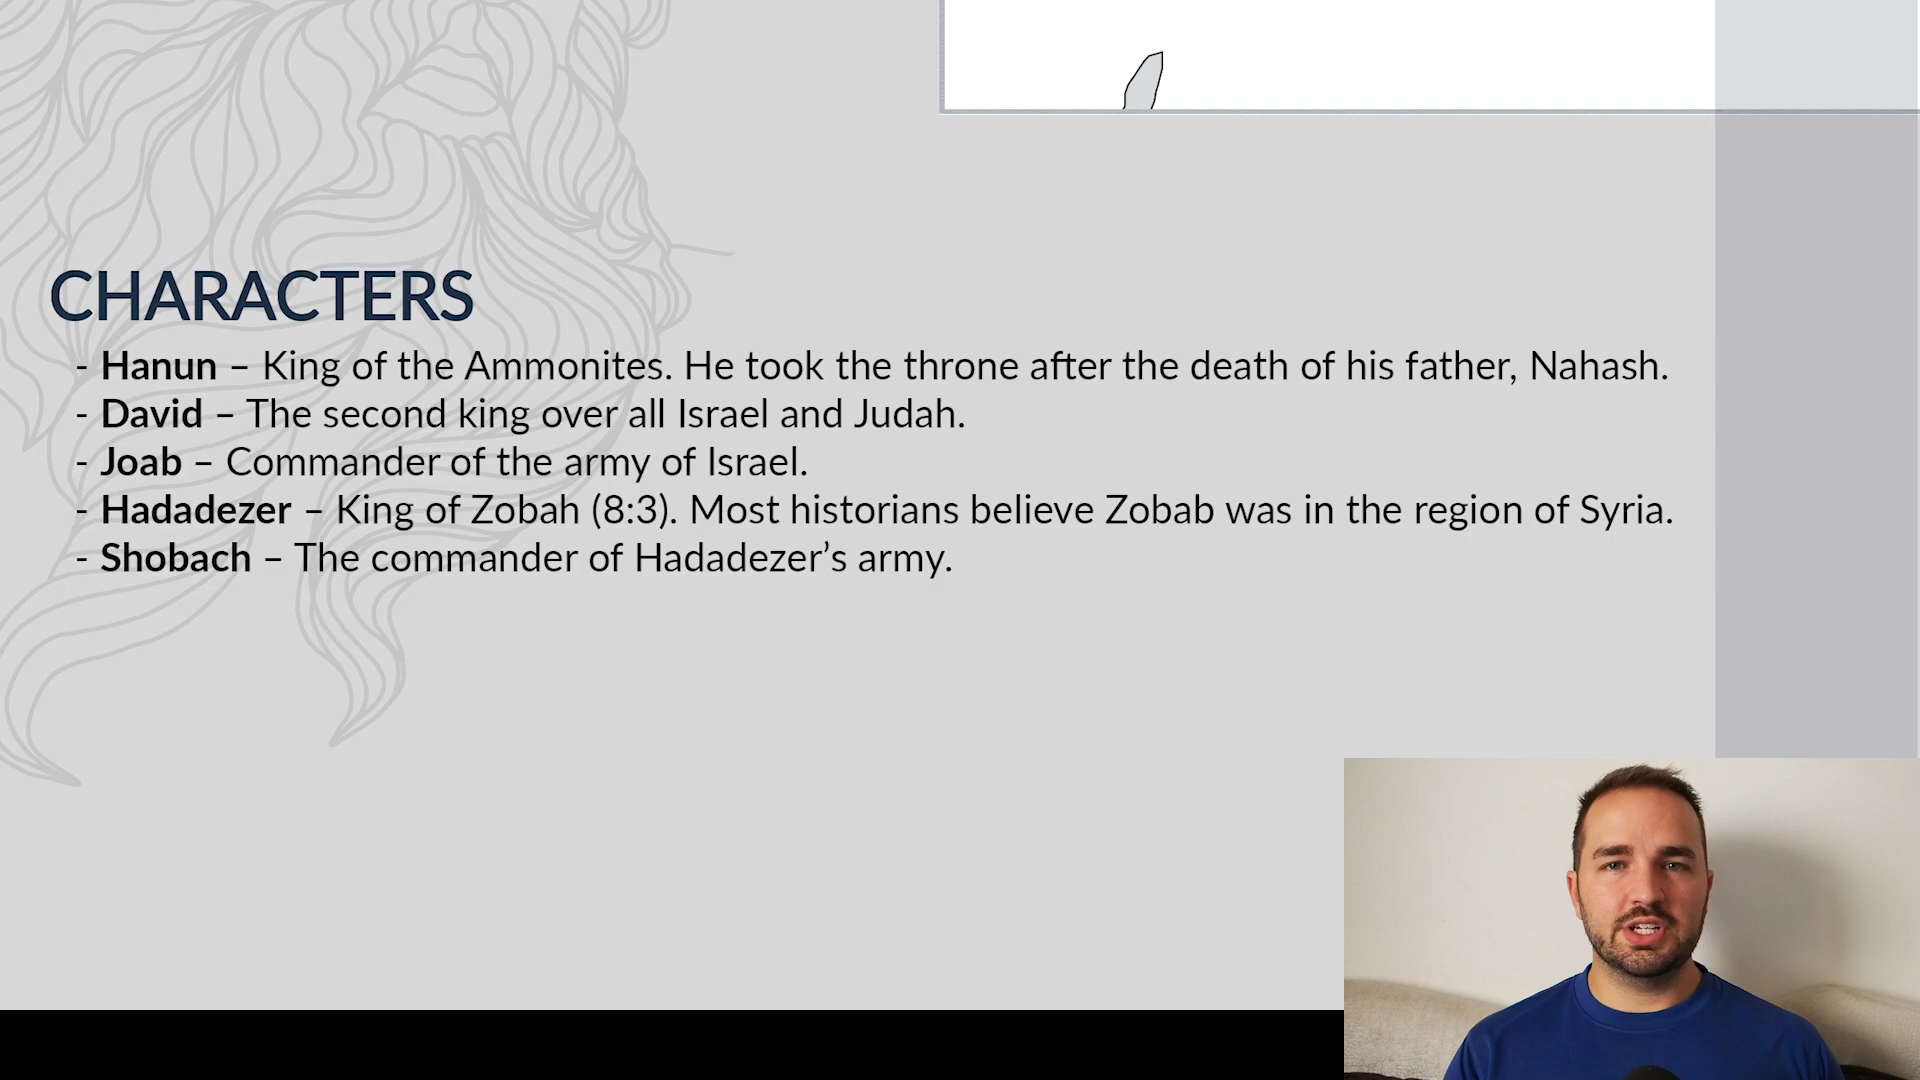 CHARACTERS
- Hanun – King of the Ammonites. He took the throne after the death of his father, Nahash.
- David – The second king over all Israel and Judah.
- Joab – Commander of the army of Israel.
- Hadadezer – King of Zobah (8:3). Most historians believe Zobab was in the region of Syria.
- Shobach – The commander of Hadadezer’s army.